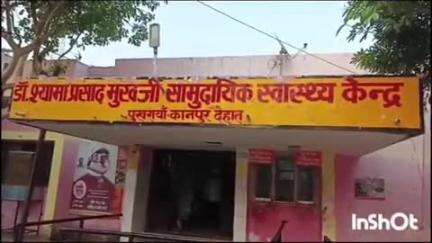 डॉ.श्यामा प्रसाद मुखर्जी सामुदायिक स्वास्थ्य केन्द्र
पुखरायाँ-कानपुर देहात
InShOt